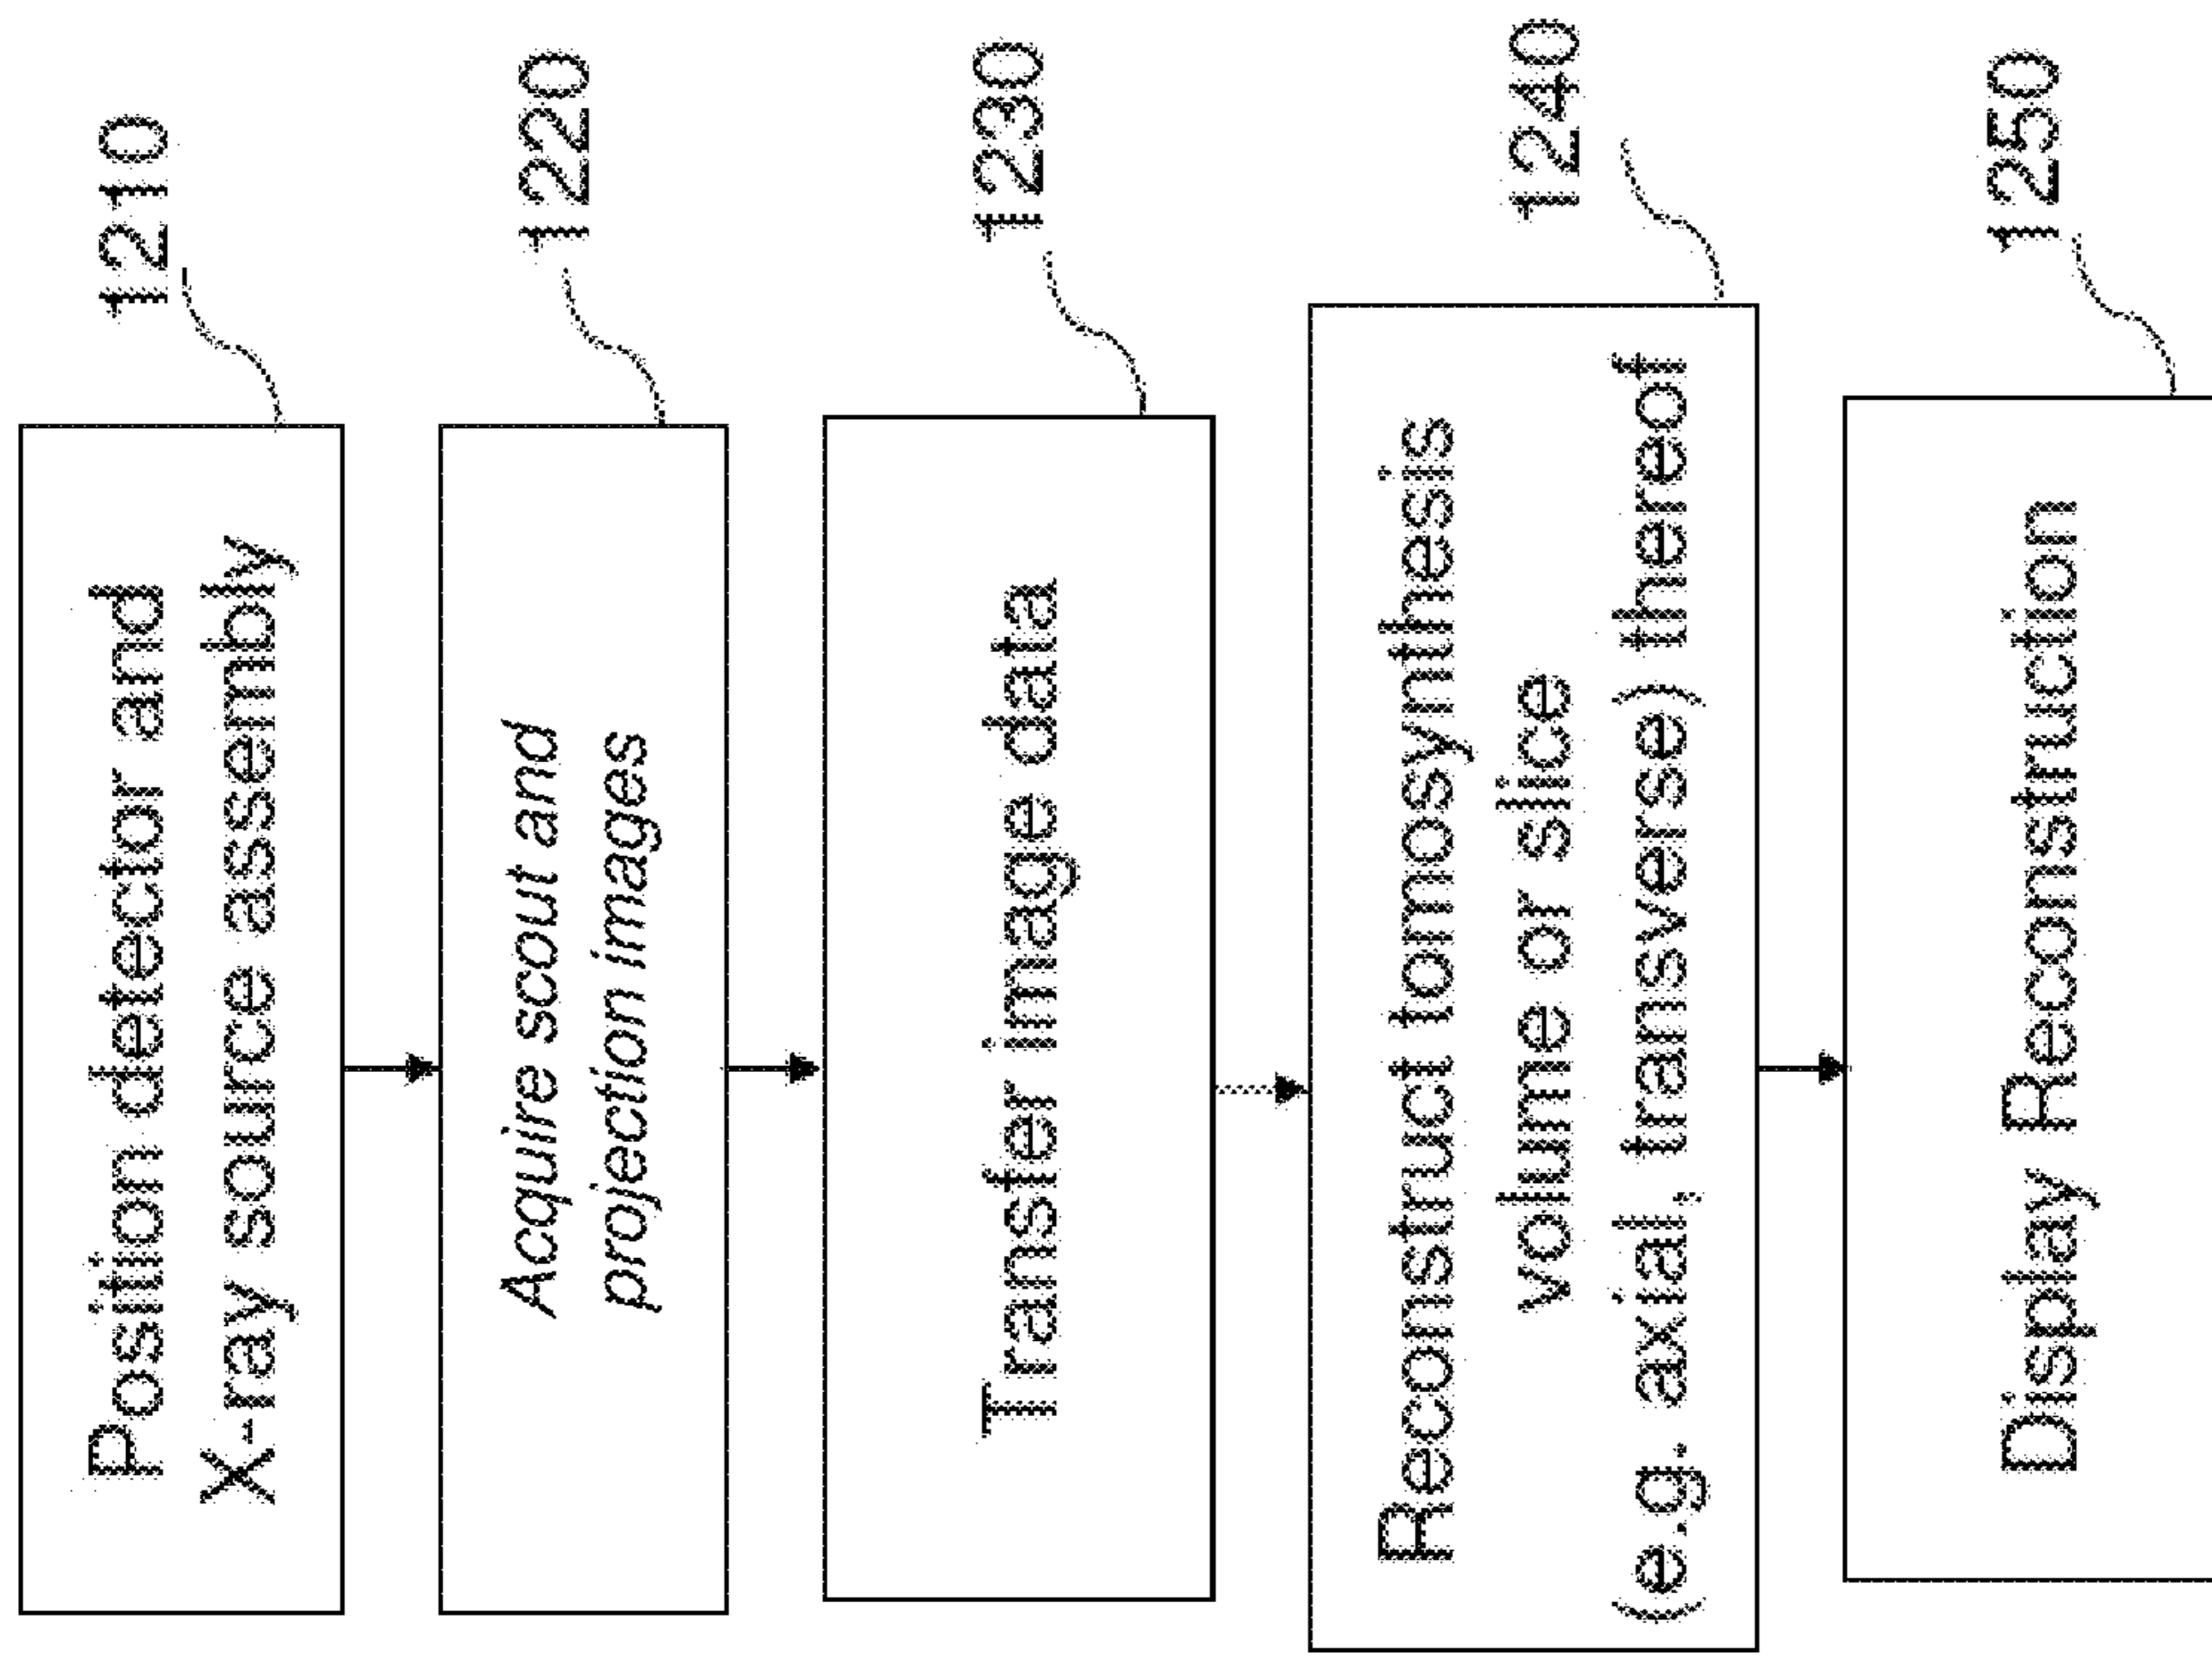 Position detector and
X-ray source assembly
1210
Acquire scout and
projection images
1220
Transfer image data
1230
Reconstruct tomosynthesis
volume or slice
(e.g. axial, transverse) thereof
1240
Display Reconstruction
1250